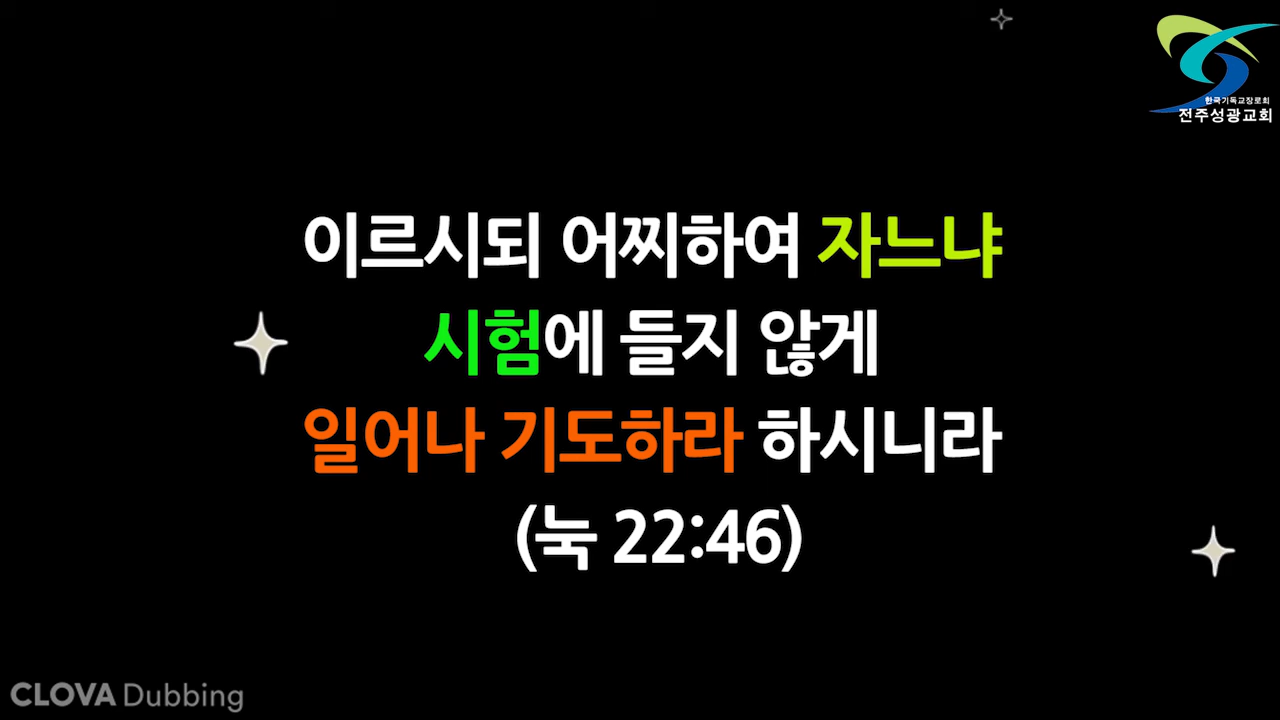 한국기독교장로회
전주성광교회
이르시되 어찌하여 자느냐
시험에 들지 않게
일어나 기도하라 하시니라
(눅 22:46)
CLOVA Dubbing